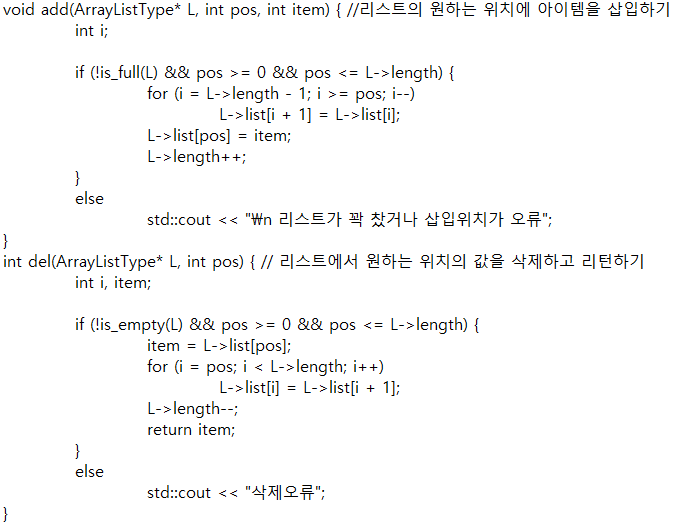 void add(ArrayListType* L, int pos, int item) { //리스트의 원하는 위치에 아이템을 삽입하기
int i;
if (!is_full(L) && pos >= 0 && pos <= L->length) {
for (i = L->length - 1; i >= pos; i--)
L->list[i + 1] = L->list[i];
L->list[pos] = item;
L->length++;
}
else
std::cout << "₩n 리스트가 꽉 찼거나 삽입위치가 오류";
}
int del(ArrayListType* L, int pos) { // 리스트에서 원하는 위치의 값을 삭제하고 리턴하기
int i, item;
if (!is_empty(L) && pos >= 0 && pos <= L->length) {
item = L->list[pos];
for (i = pos; i < L->length; i++)
L->list[i] = L->list[i + 1];
L->length--;
return item;
}
else
std::cout << "삭제오류";
}